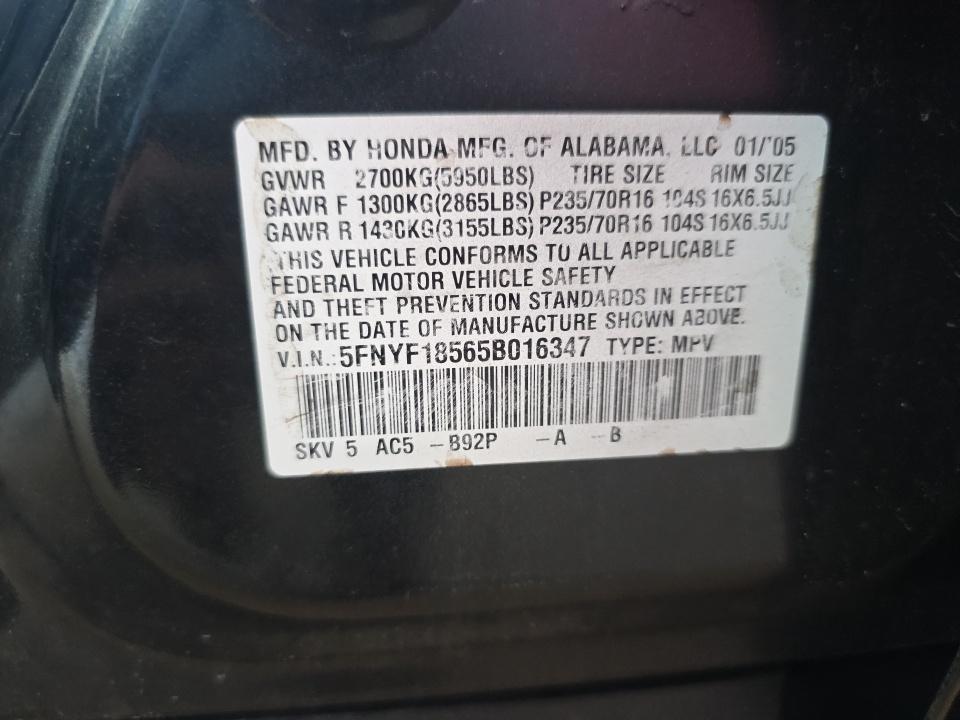 MFD. BY HONDA MFG. OF ALABAMA, LLC 01/'05
GVWR 2700KG(5950LBS) TIRE SIZE RIM SIZE
GAWR F 1300KG(2865LBS) P235/70R16 104S 16X6.5JJ
GAWR R 1430KG(3155LBS) P235/70R16 104S 16X6.5JJ
THIS VEHICLE CONFORMS TO ALL APPLICABLE
FEDERAL MOTOR VEHICLE SAFETY
AND THEFT PREVENTION STANDARDS IN EFFECT
ON THE DATE OF MANUFACTURE SHOWN ABOVE.
V.I.N.: 5FNYF18565B016347 TYPE: MPV
SKV 5 AC5 -B92P -A -B